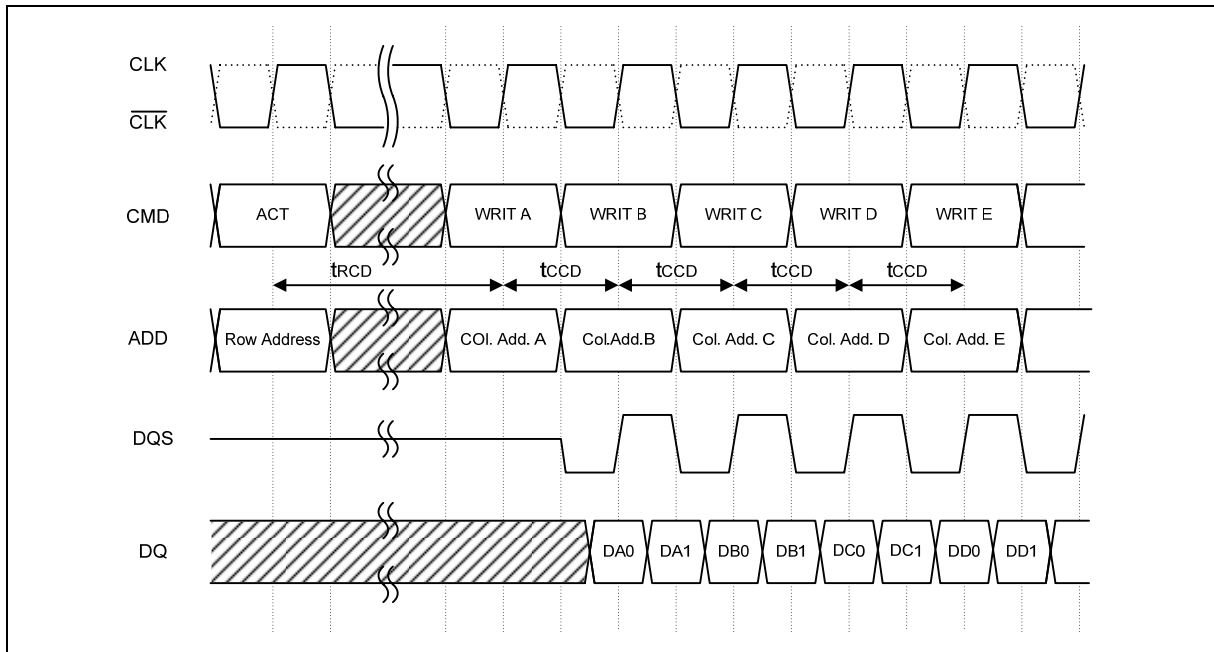 CLK
CLK
CMD ACT WRIT A WRIT B WRIT C WRIT D WRIT E
tRCD tCCD tCCD tCCD tCCD
ADD Row Address COl. Add. A Col.Add.B Col. Add. C Col. Add. D Col. Add. E
DQS
DQ DA0 DA1 DB0 DB1 DC0 DC1 DD0 DD1